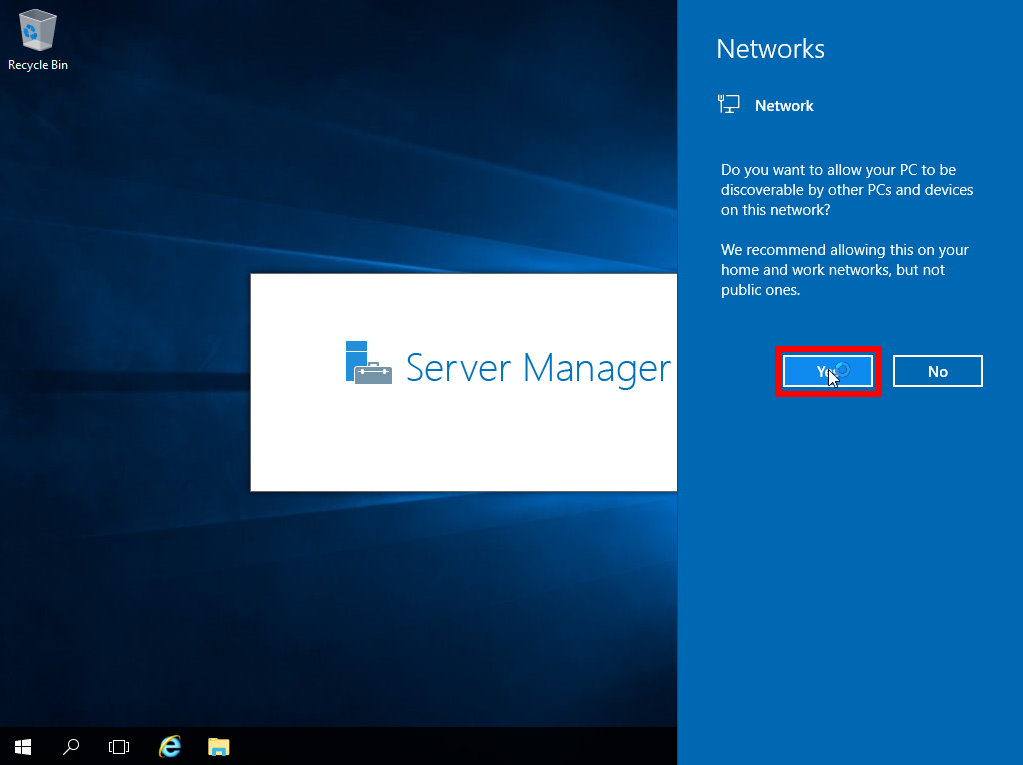 Recycle Bin
Networks
Network
Do you want to allow your PC to be
discoverable by other PCs and devices
on this network?
We recommend allowing this on your
home and work networks, but not
public ones.
Server Manager
No